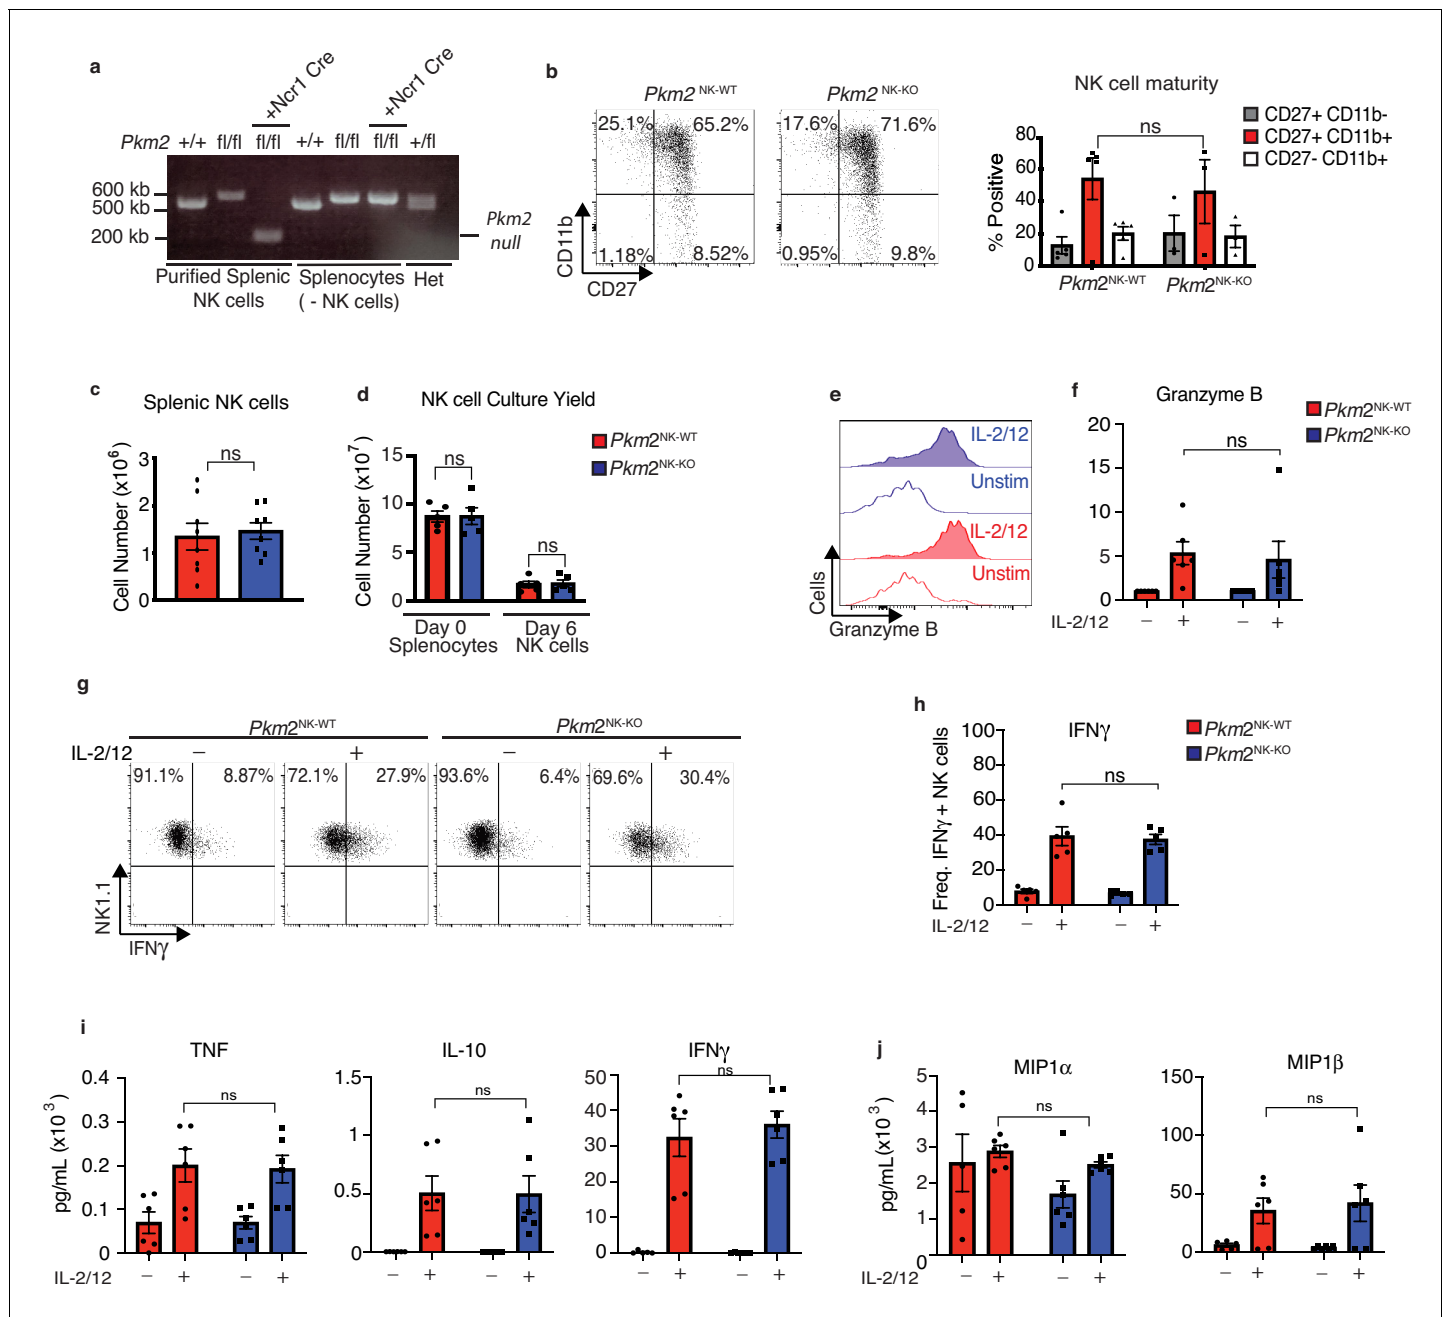 a
+Ncr1 Cre
+Ncr1 Cre
Pkm2 +/+ fl/fl fl/fl +/+ fl/fl fl/fl +/fl
600 kb
500 kb
200 kb
Pkm2
null
Purified Splenic
NK cells
Splenocytes
( - NK cells)
Het
b
Pkm2 NK-WT
Pkm2 NK-KO
25.1% 65.2%
17.6% 71.6%
1.18% 8.52%
0.95% 9.8%
CD11b
CD27
NK cell maturity
CD27+ CD11b-
CD27+ CD11b+
CD27- CD11b+
ns
% Positive
80
60
40
20
0
Pkm2NK-WT Pkm2NK-KO
c
Splenic NK cells
ns
Cell Number (x10⁶)
3
2
1
0
d
NK cell Culture Yield
Pkm2NK-WT
Pkm2NK-KO
ns
ns
Cell Number (x10⁷)
15
10
5
0
Day 0
Splenocytes
Day 6
NK cells
e
IL-2/12
Unstim
IL-2/12
Unstim
Cells
Granzyme B
f
Granzyme B
Pkm2NK-WT
Pkm2NK-KO
ns
20
15
10
5
0
IL-2/12 − + − +
g
Pkm2NK-WT
Pkm2NK-KO
IL-2/12 − + − +
91.1% 8.87%
72.1% 27.9%
93.6% 6.4%
69.6% 30.4%
NK1.1
IFNγ
h
IFNγ
Pkm2NK-WT
Pkm2NK-KO
ns
Freq. IFNγ + NK cells
100
80
60
40
20
0
IL-2/12 − + − +
i
TNF
ns
pg/mL (x10 ³ )
0.4
0.3
0.2
0.1
0
IL-2/12 − + − +
IL-10
ns
1.5
1
0.5
0
− + − +
IFNγ
ns
50
40
30
20
10
0
− + − +
j
MIP1α
ns
pg/mL(x10 ³ )
5
4
3
2
1
0
IL-2/12 − + − +
MIP1β
ns
150
100
50
0
− + − +